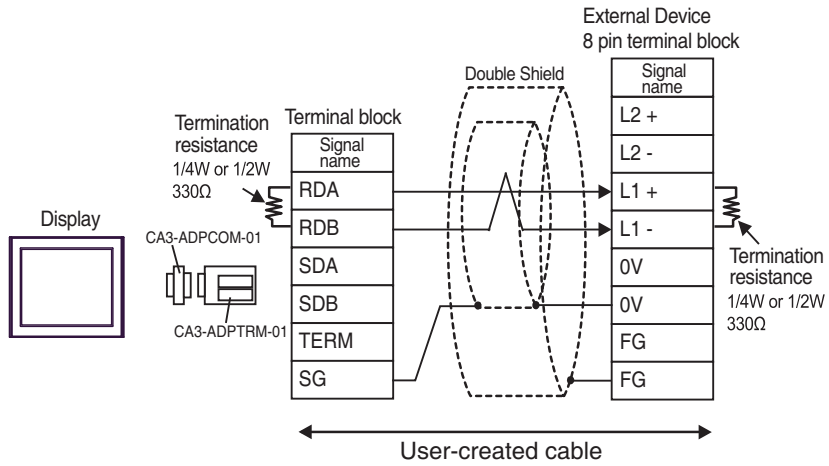 External Device
8 pin terminal block
Double Shield
Signal
name
L2 +
L2 -
L1 +
L1 -
0V
0V
FG
FG
Termination
resistance
1/4W or 1/2W
330Ω
Terminal block
Signal
name
RDA
RDB
SDA
SDB
TERM
SG
Termination
resistance
1/4W or 1/2W
330Ω
Display
CA3-ADPCOM-01
CA3-ADPTRM-01
User-created cable